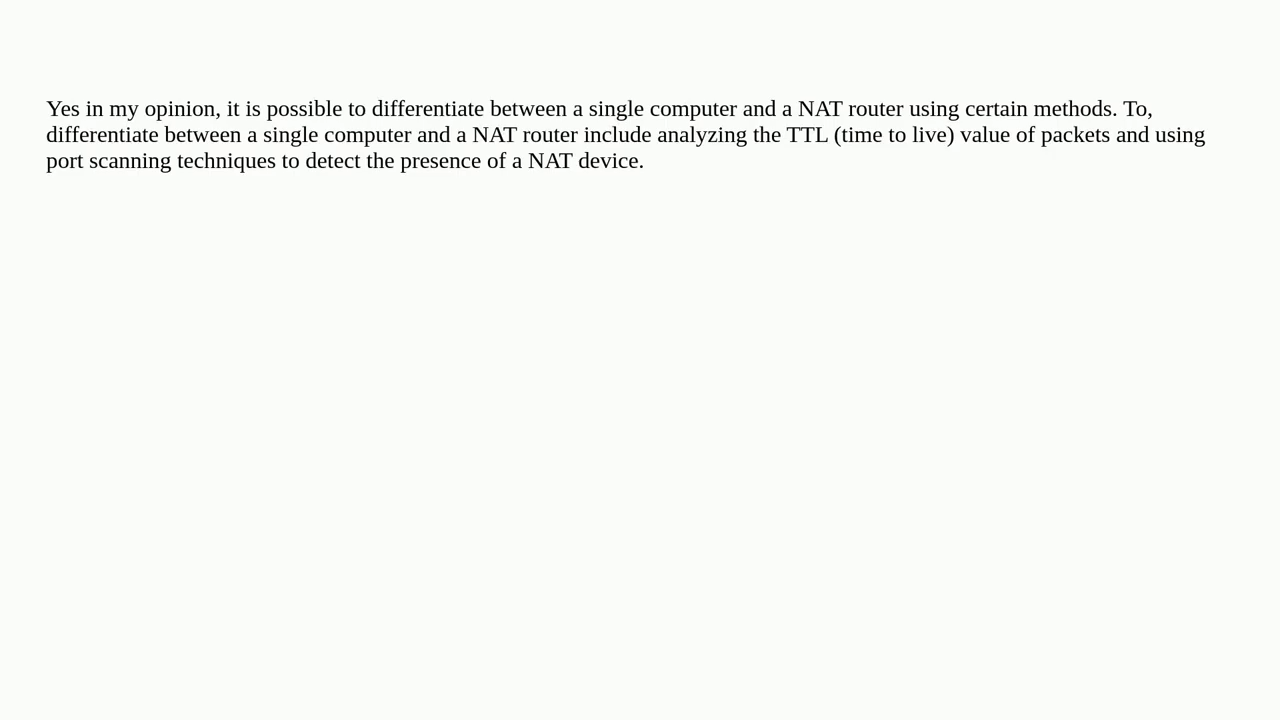 Yes in my opinion, it is possible to differentiate between a single computer and a NAT router using certain methods. To,
differentiate between a single computer and a NAT router include analyzing the TTL (time to live) value of packets and using
port scanning techniques to detect the presence of a NAT device.